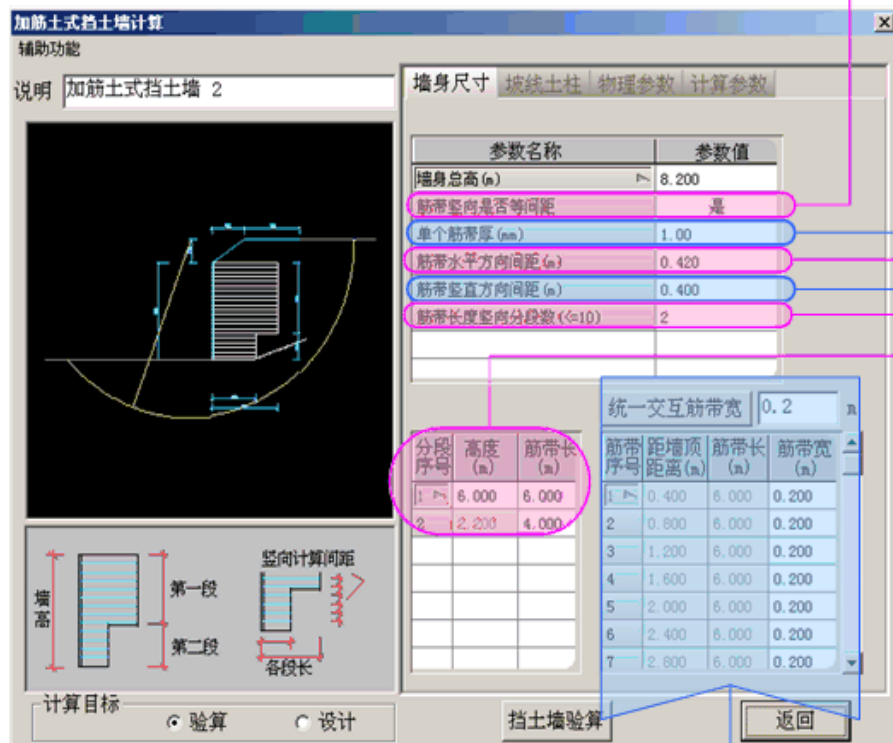 加筋土式挡土墙计算
辅助功能
说明 加筋土式挡土墙 2
墙身尺寸 坡线土柱 物理参数 计算参数
参数名称 参数值
墙身总高(m) 8.200
筋带竖向是否等间距 是
单个筋带厚(mm) 1.00
筋带水平方向间距(m) 0.420
筋带竖直方向间距(m) 0.400
筋带长度竖向分段数(<=10) 2
统一交互筋带宽 0.2 m
分段序号 高度(m) 筋带长(m)
1 6.000 6.000
2 2.200 4.000
筋带序号 距墙顶距离(m) 筋带长(m) 筋带宽(m)
1 0.400 6.000 0.200
2 0.800 6.000 0.200
3 1.200 6.000 0.200
4 1.600 6.000 0.200
5 2.000 6.000 0.200
6 2.400 6.000 0.200
7 2.800 6.000 0.200
墙高
第一段
第二段
竖向计算间距
各段长
计算目标
验算 设计
挡土墙验算
返回